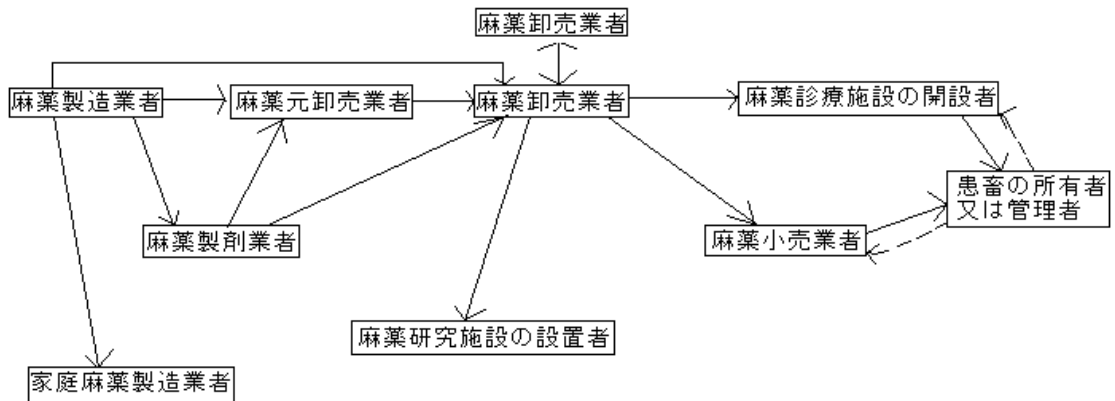 麻薬卸売業者
麻薬製造業者
麻薬元卸売業者
麻薬卸売業者
麻薬診療施設の開設者
患畜の所有者
又は管理者
麻薬製剤業者
麻薬小売業者
麻薬研究施設の設置者
家庭麻薬製造業者